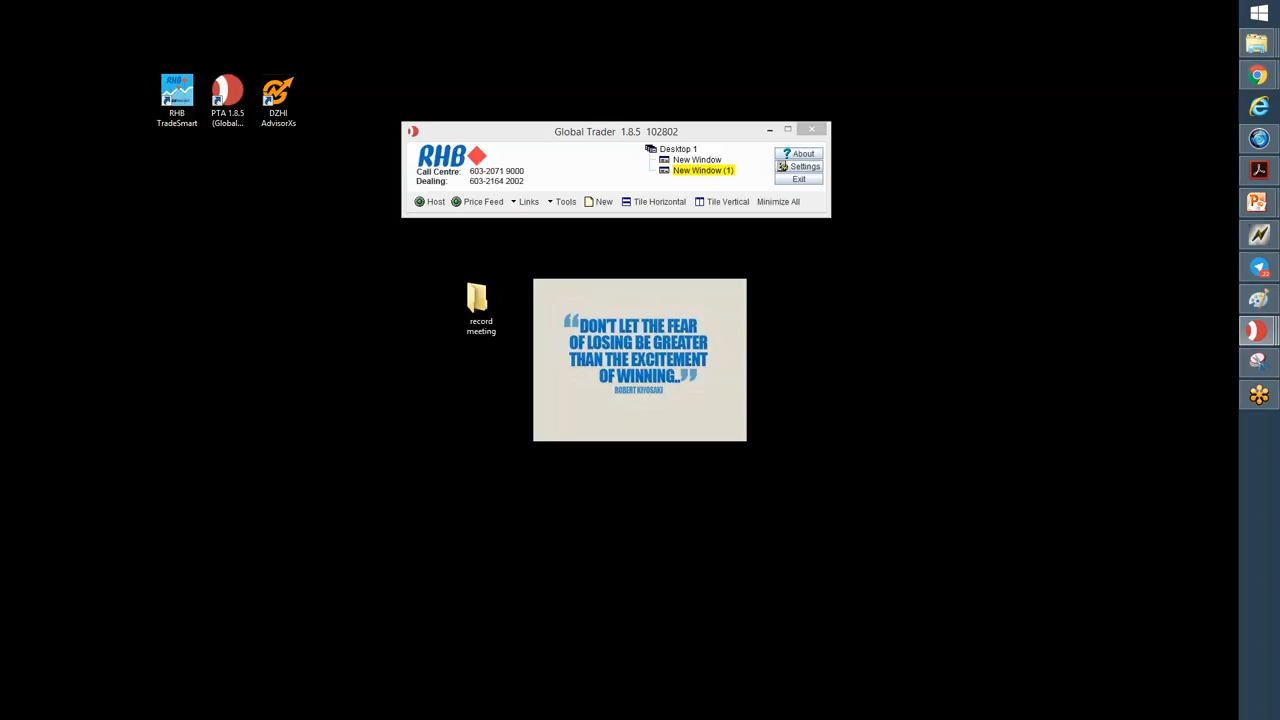 RHB
TradeSmart
PTA 1.8.5
(Global...
DZHI
AdvisorXs
Global Trader 1.8.5 102802
RHB
Call Centre: 603-2071 9000
Dealing: 603-2164 2002
Desktop 1
New Window
New Window (1)
? About
Settings
Exit
Host Price Feed Links Tools New Tile Horizontal Tile Vertical Minimize All
record
meeting
“DON'T LET THE FEAR
OF LOSING BE GREATER
THAN THE EXCITEMENT
OF WINNING..”
ROBERT KIYOSAKI
22